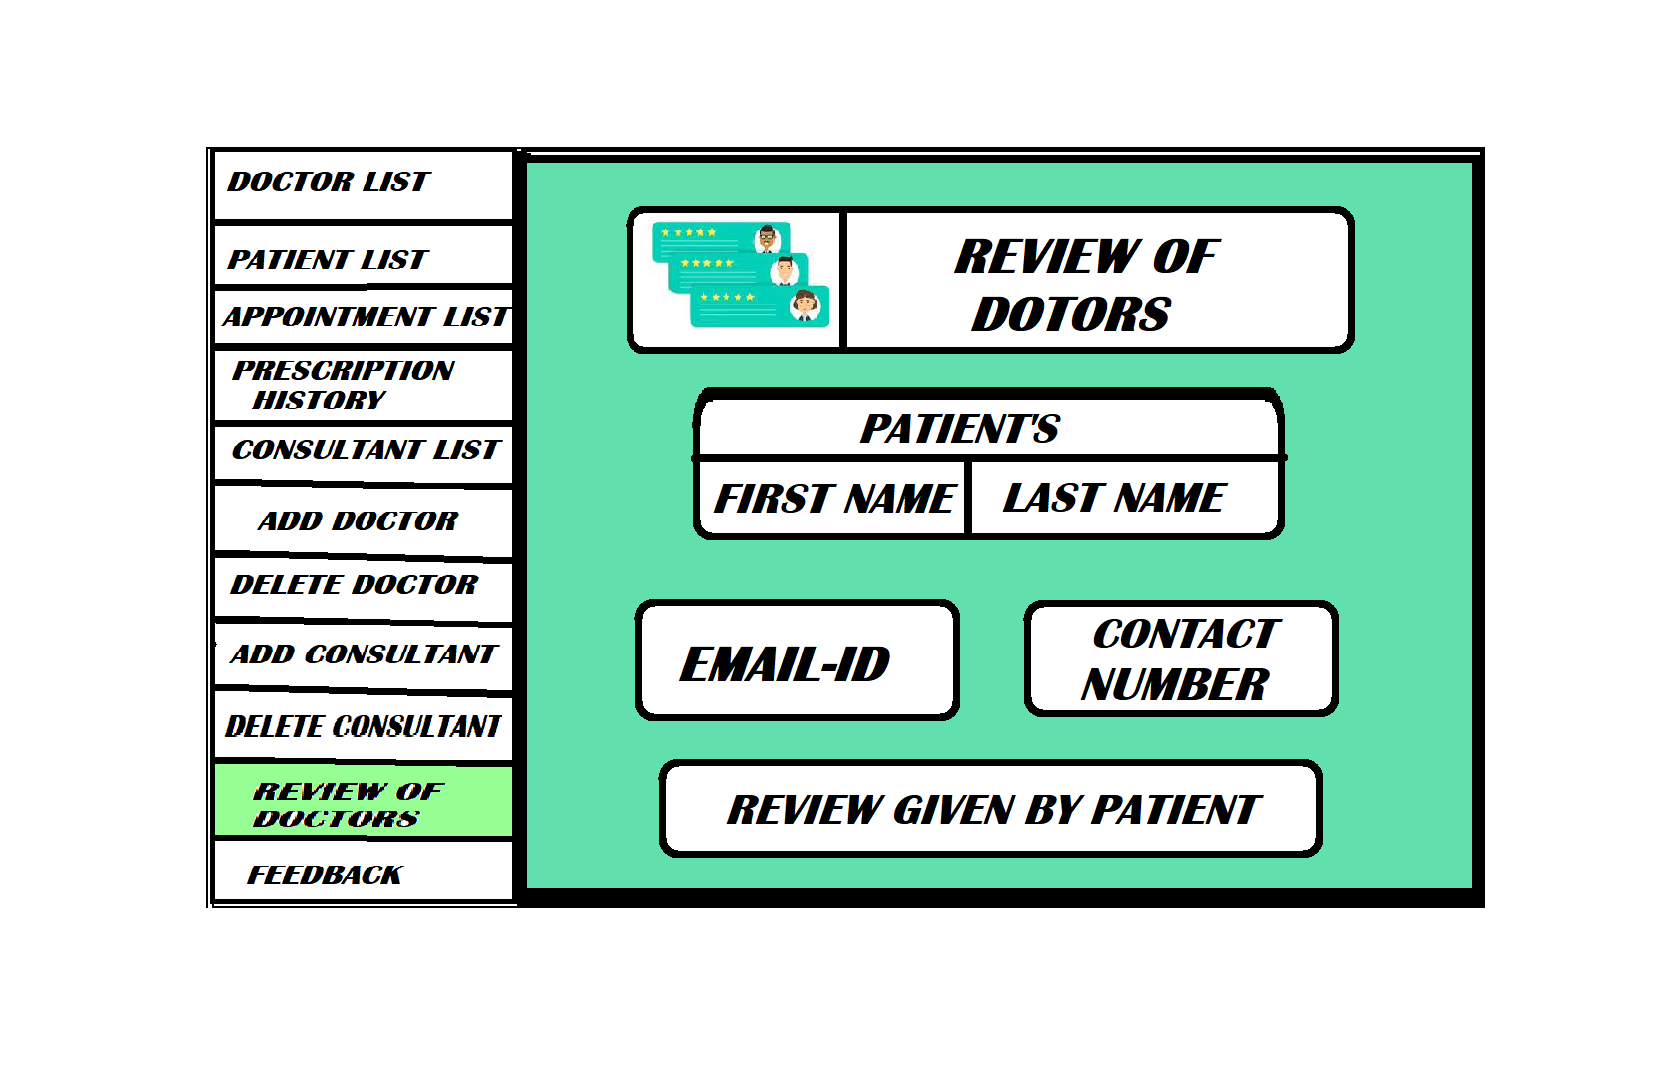 DOCTOR LIST
PATIENT LIST
APPOINTMENT LIST
PRESCRIPTION
HISTORY
CONSULTANT LIST
ADD DOCTOR
DELETE DOCTOR
ADD CONSULTANT
DELETE CONSULTANT
REVIEW OF
DOCTORS
FEEDBACK
REVIEW OF
DOTORS
PATIENT'S
FIRST NAME
LAST NAME
EMAIL-ID
CONTACT
NUMBER
REVIEW GIVEN BY PATIENT